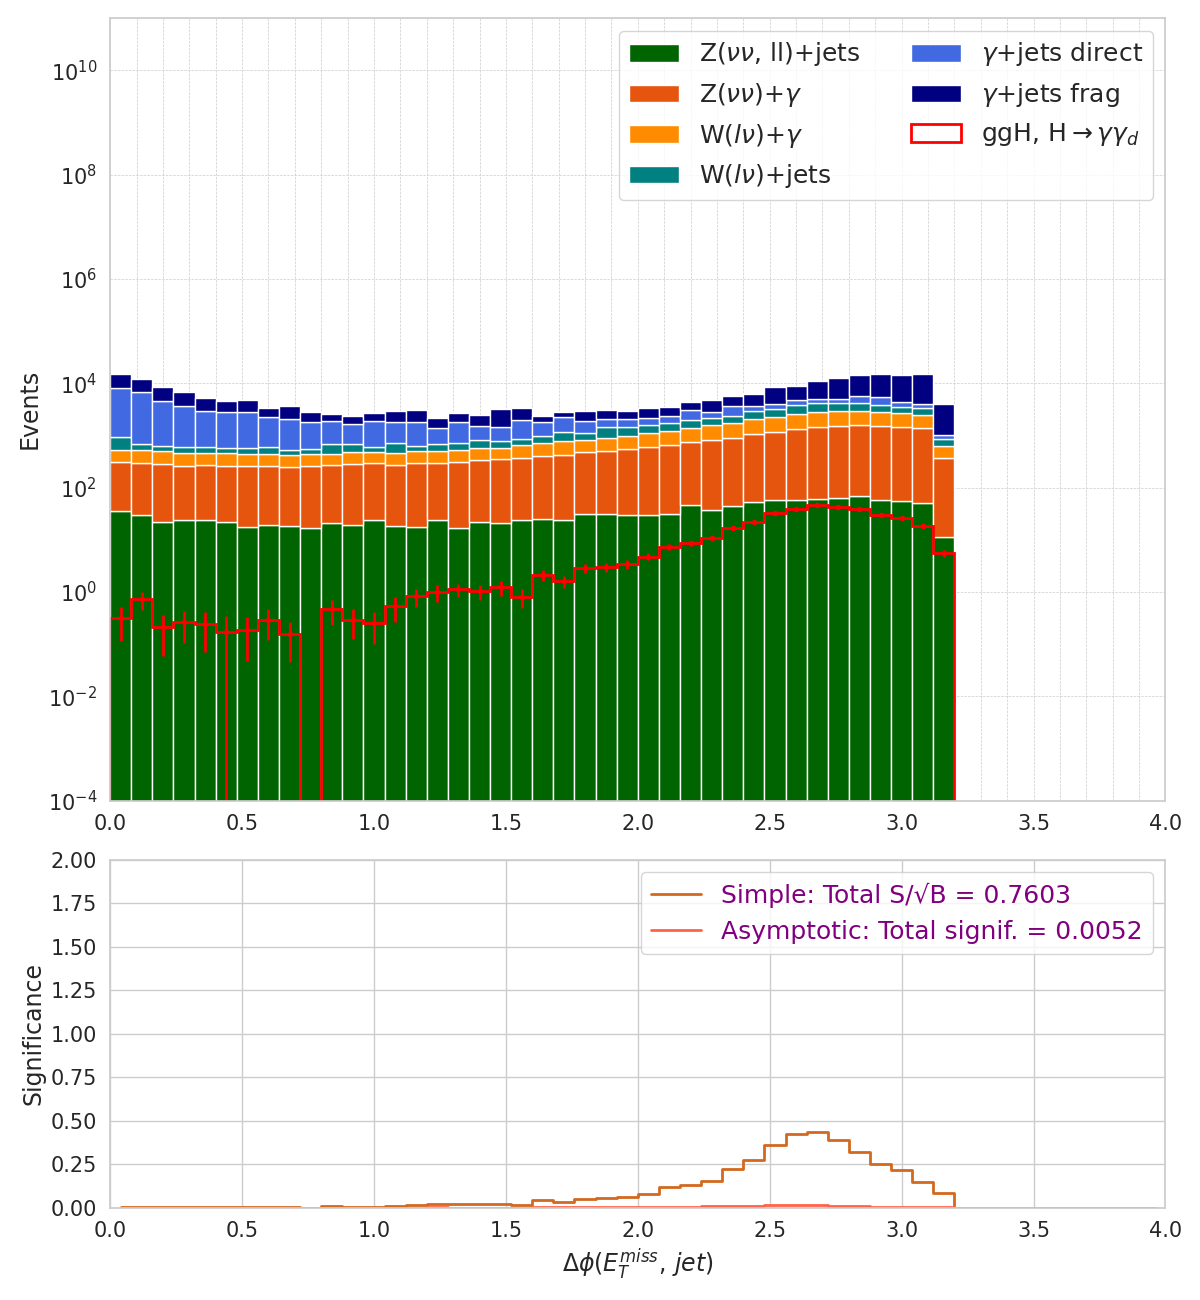 Z(νν, ll)+jets
Z(νν)+γ
W(lν)+γ
W(lν)+jets
γ+jets direct
γ+jets frag
ggH, H→γγ_d
Events
10^10
10^8
10^6
10^4
10^2
10^0
10^−2
10^−4
0.0 0.5 1.0 1.5 2.0 2.5 3.0 3.5 4.0
Simple: Total S/√B = 0.7603
Asymptotic: Total signif. = 0.0052
Significance
2.00
1.75
1.50
1.25
1.00
0.75
0.50
0.25
0.00
0.0 0.5 1.0 1.5 2.0 2.5 3.0 3.5 4.0
Δϕ(E_T^miss, jet)